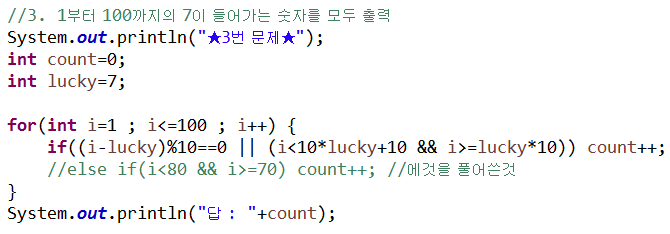 //3. 1부터 100까지의 7이 들어가는 숫자를 모두 출력
System.out.println("★3번 문제★");
int count=0;
int lucky=7;
for(int i=1 ; i<=100 ; i++) {
if((i-lucky)%10==0 || (i<10*lucky+10 && i>=lucky*10)) count++;
//else if(i<80 && i>=70) count++; //에것을 풀어쓴것
}
System.out.println("답 : "+count);